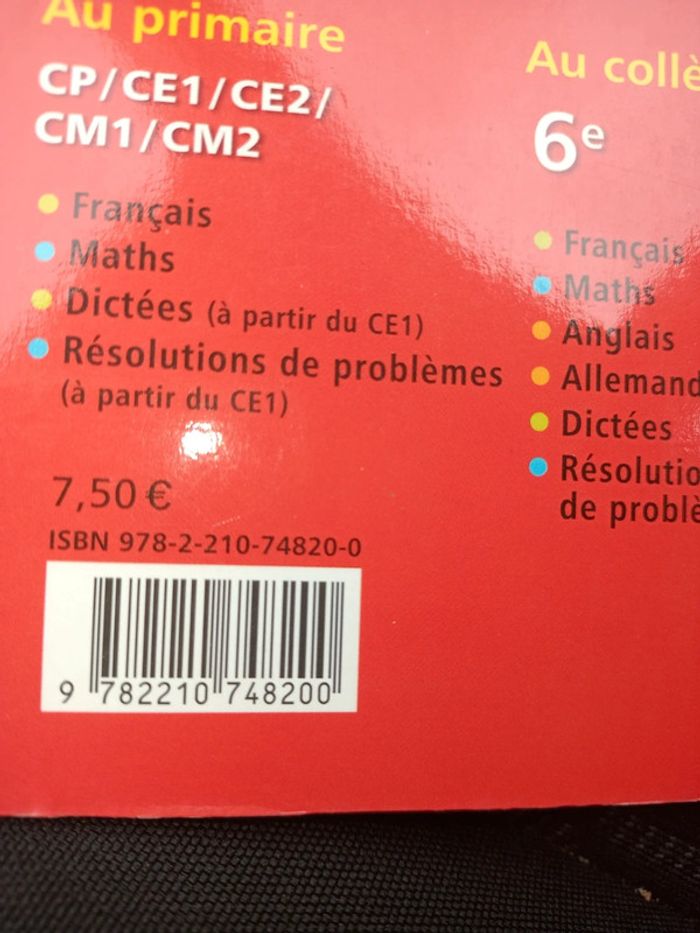 Au primaire
CP/CE1/CE2/
CM1/CM2
Français
Maths
Dictées (à partir du CE1)
Résolutions de problèmes
(à partir du CE1)
7,50 €
ISBN 978-2-210-74820-0
9 782210 748200
Au collè
6e
Français
Maths
Anglais
Allemand
Dictées
Résolutio
de problè